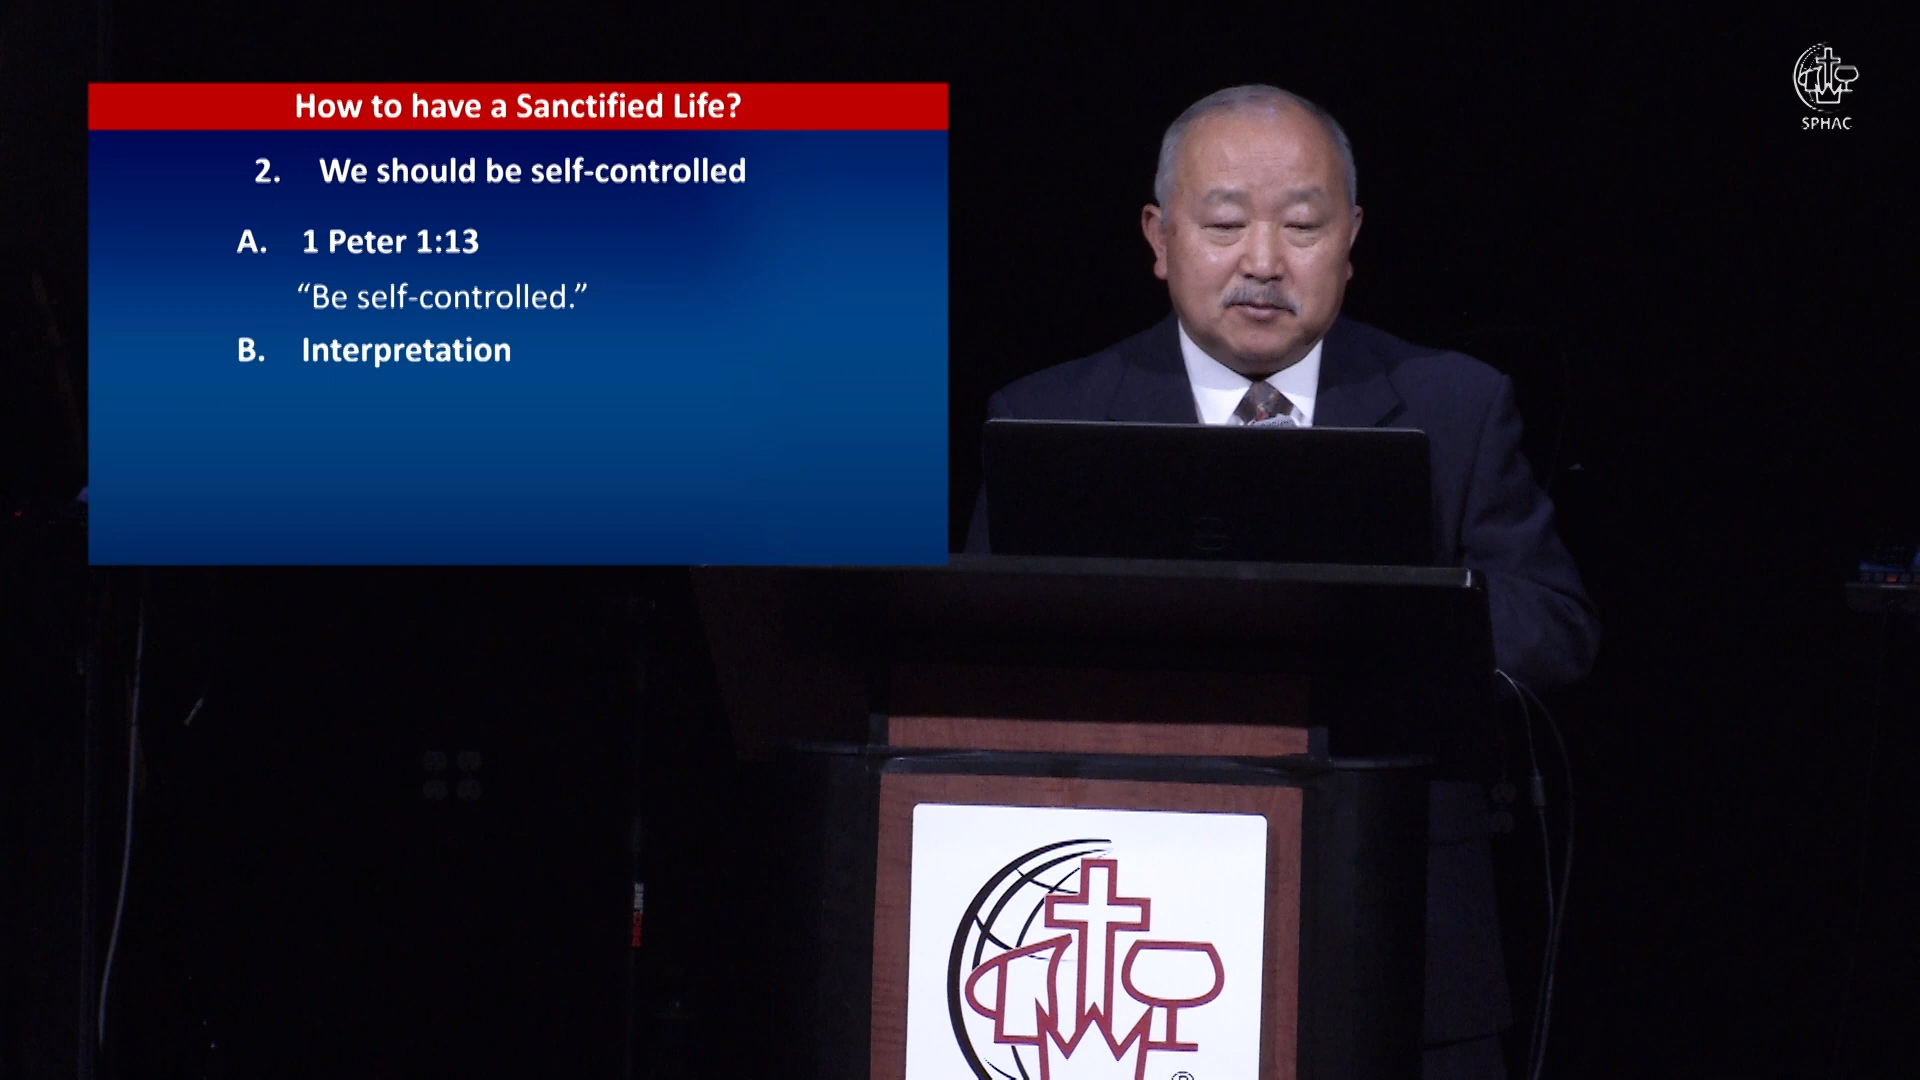 How to have a Sanctified Life?
2. We should be self-controlled
A. 1 Peter 1:13
“Be self-controlled.”
B. Interpretation
SPHAC
®